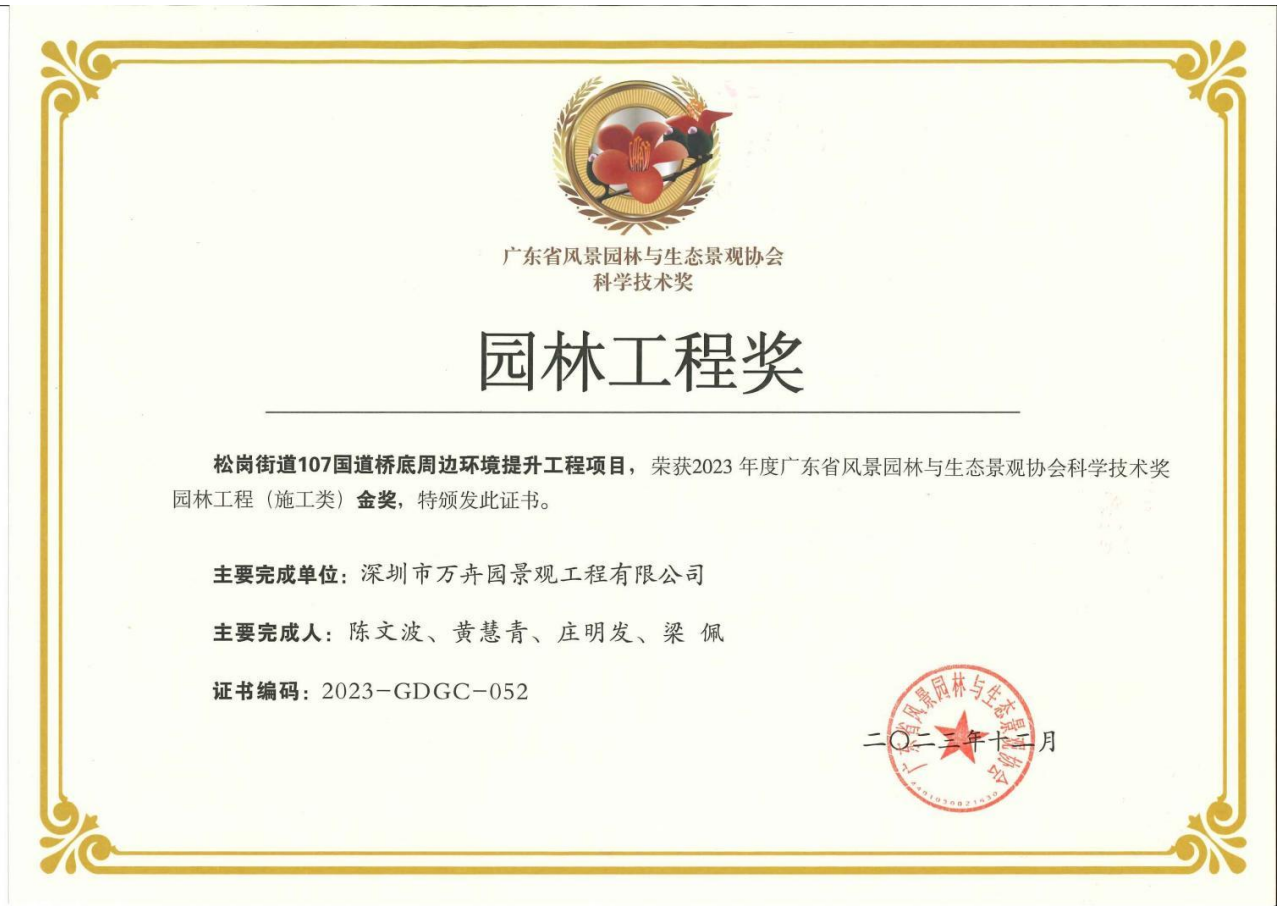 广东省风景园林与生态景观协会
科学技术奖
园林工程奖
松岗街道107国道桥底周边环境提升工程项目，荣获2023年度广东省风景园林与生态景观协会科学技术奖
园林工程（施工类）金奖，特颁发此证书。
主要完成单位：深圳市万卉园景观工程有限公司
主要完成人：陈文波、黄慧青、庄明发、梁 佩
证书编码：2023-GDGC-052
广东省风景园林与生态景观协会
二〇二三年十二月